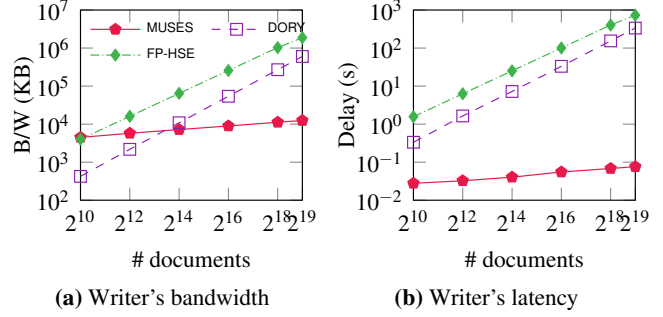 MUSES
DORY
FP-HSE
10^6
10^5
10^4
10^3
10^2
B/W (KB)
2^10 2^12 2^14 2^16 2^18 2^19
# documents
(a) Writer's bandwidth
10^3
10^2
10^1
10^0
10^−1
10^−2
Delay (s)
2^10 2^12 2^14 2^16 2^18 2^19
# documents
(b) Writer's latency